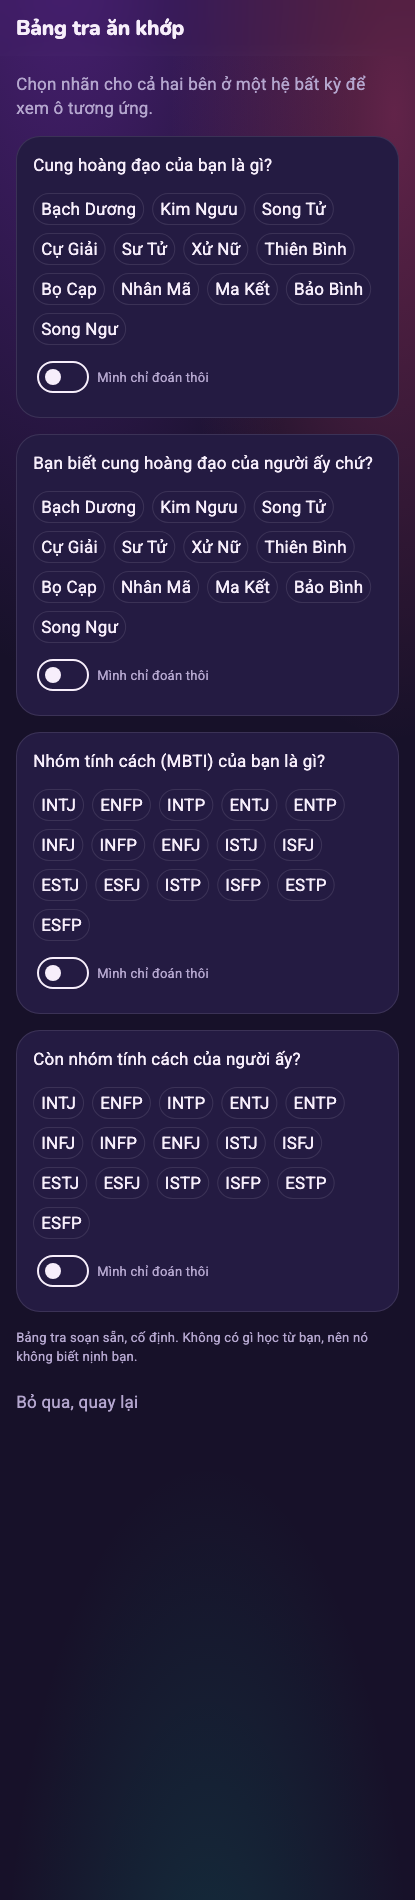 Bảng tra ăn khớp
Chọn nhãn cho cả hai bên ở một hệ bất kỳ để
xem ô tương ứng.
Cung hoàng đạo của bạn là gì?
Bạch Dương Kim Ngưu Song Tử
Cự Giải Sư Tử Xử Nữ Thiên Bình
Bọ Cạp Nhân Mã Ma Kết Bảo Bình
Song Ngư
Mình chỉ đoán thôi
Bạn biết cung hoàng đạo của người ấy chứ?
Bạch Dương Kim Ngưu Song Tử
Cự Giải Sư Tử Xử Nữ Thiên Bình
Bọ Cạp Nhân Mã Ma Kết Bảo Bình
Song Ngư
Mình chỉ đoán thôi
Nhóm tính cách (MBTI) của bạn là gì?
INTJ ENFP INTP ENTJ ENTP
INFJ INFP ENFJ ISTJ ISFJ
ESTJ ESFJ ISTP ISFP ESTP
ESFP
Mình chỉ đoán thôi
Còn nhóm tính cách của người ấy?
INTJ ENFP INTP ENTJ ENTP
INFJ INFP ENFJ ISTJ ISFJ
ESTJ ESFJ ISTP ISFP ESTP
ESFP
Mình chỉ đoán thôi
Bảng tra soạn sẵn, cố định. Không có gì học từ bạn, nên nó
không biết nịnh bạn.
Bỏ qua, quay lại